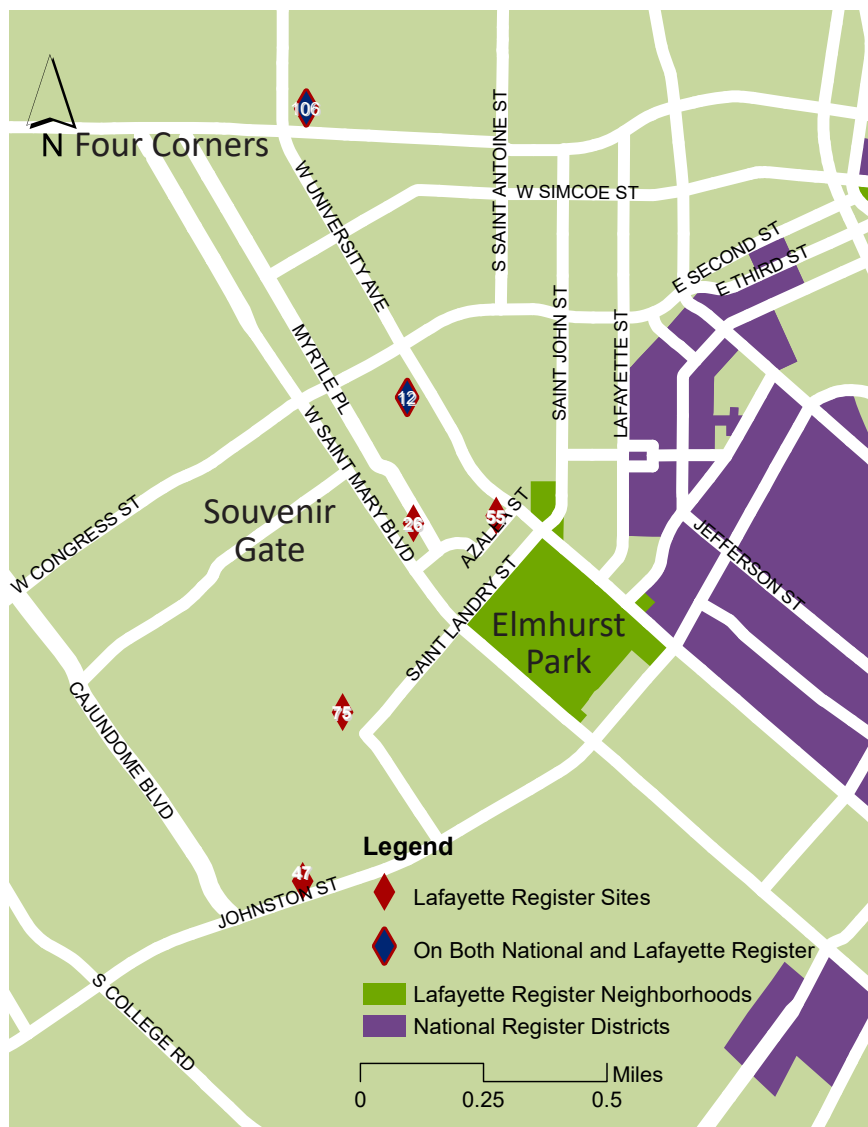 106
N Four Corners
S SAINT ANTOINE ST
W UNIVERSITY AVE
W SIMCOE ST
E SECOND ST
E THIRD ST
MYRTLE PL
SAINT JOHN ST
LAFAYETTE ST
12
W SAINT MARY BLVD
W CONGRESS ST
Souvenir
Gate
26
55
AZALEA ST
JEFFERSON ST
SAINT LANDRY ST
Elmhurst
Park
75
CAJUNDOME BLVD
47
JOHNSTON ST
S COLLEGE RD
Legend
Lafayette Register Sites
On Both National and Lafayette Register
Lafayette Register Neighborhoods
National Register Districts
Miles
0 0.25 0.5